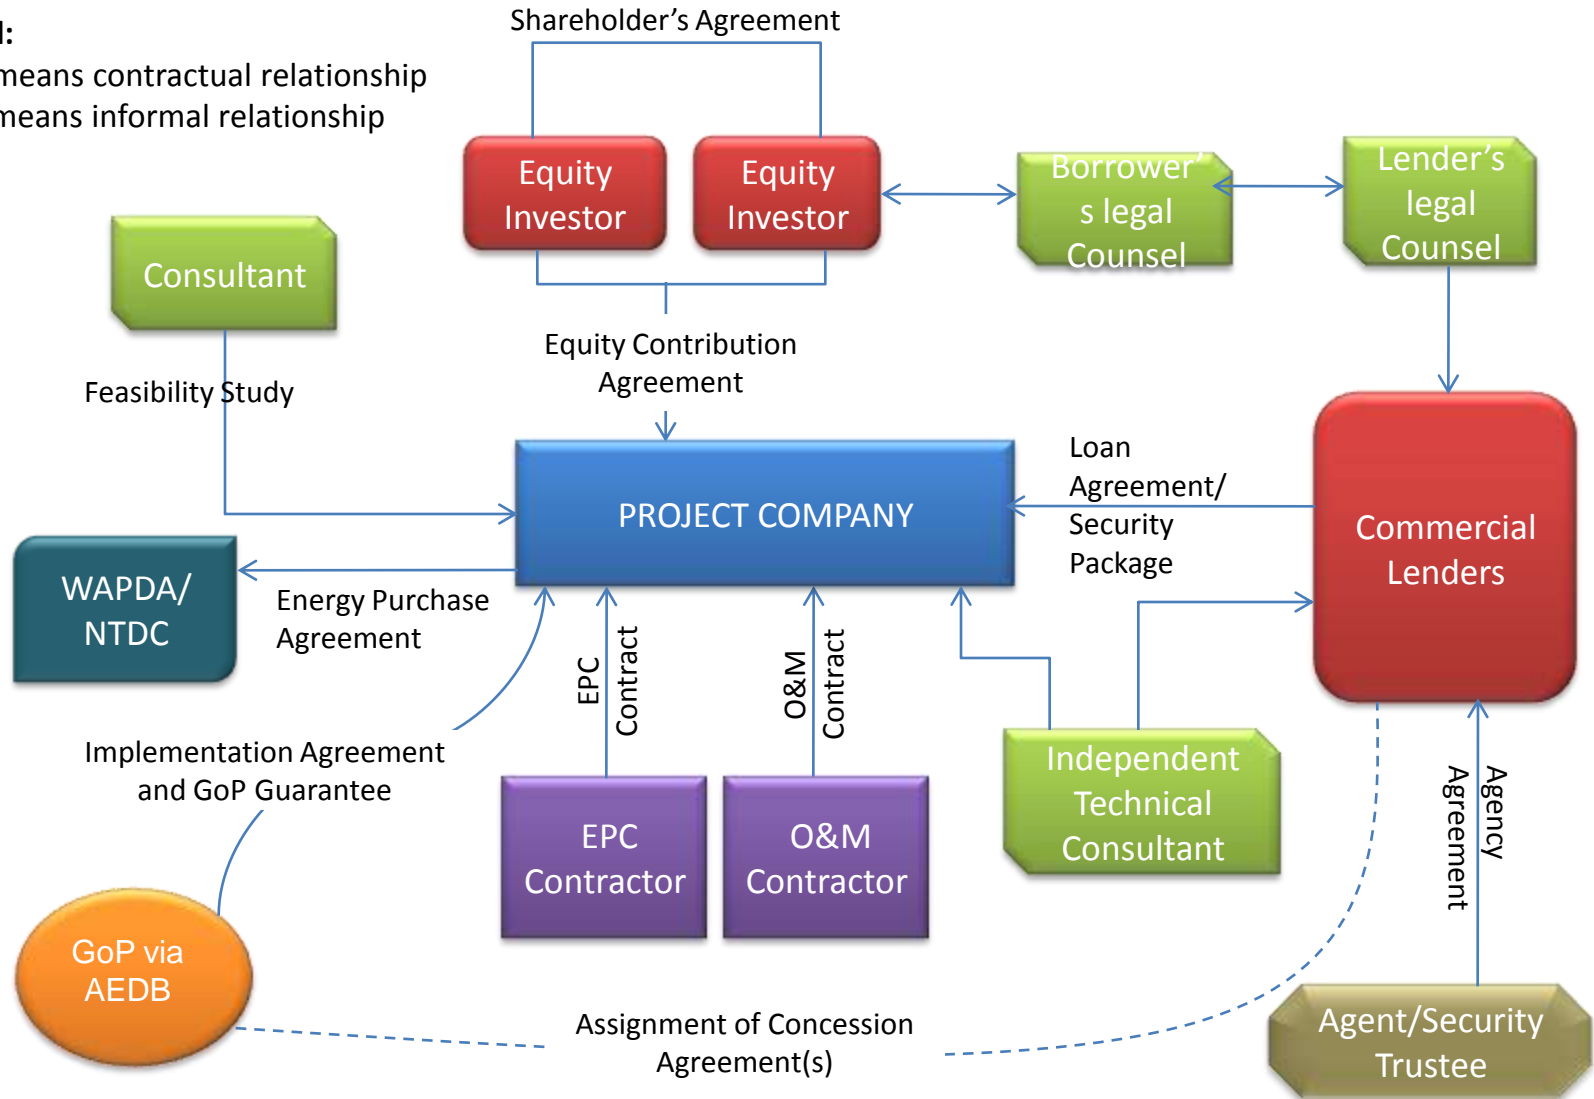 Shareholder’s Agreement
:
means contractual relationship
means informal relationship
Equity
Investor
Equity
Investor
Borrower’
s legal
Counsel
Lender’s
legal
Counsel
Consultant
Equity Contribution
Agreement
Feasibility Study
Loan
Agreement/
Security
Package
PROJECT COMPANY
Commercial
Lenders
WAPDA/
NTDC
Energy Purchase
Agreement
EPC
Contract
O&M
Contract
Implementation Agreement
and GoP Guarantee
Independent
Technical
Consultant
Agency
Agreement
EPC
Contractor
O&M
Contractor
GoP via
AEDB
Assignment of Concession
Agreement(s)
Agent/Security
Trustee